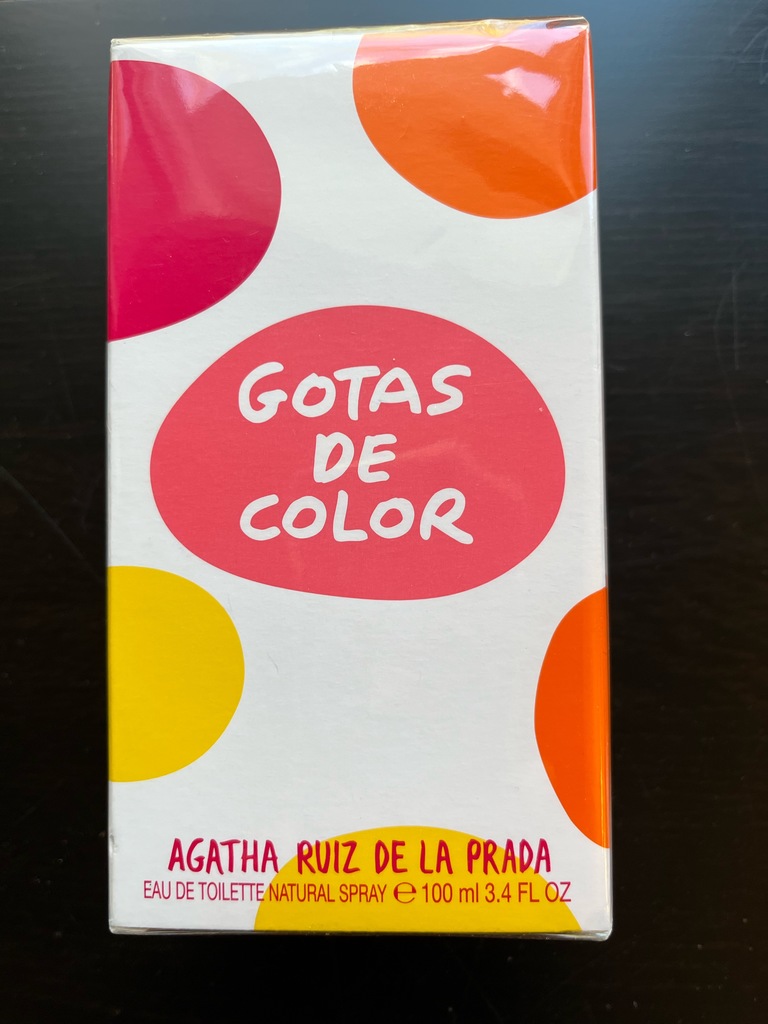 GOTAS
DE
COLOR
AGATHA RUIZ DE LA PRADA
EAU DE TOILETTE NATURAL SPRAY ℮ 100 ml 3.4 FL OZ